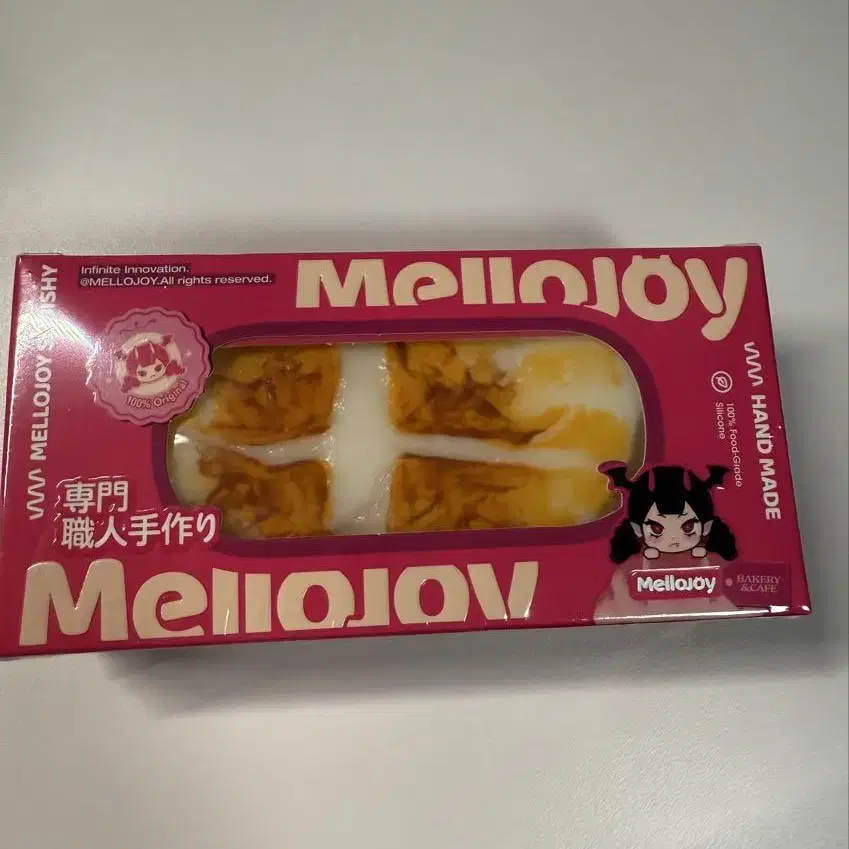 Infinite Innovation.
@MELLOJOY.All rights reserved.
MelloJoy
MELLOJOY SQUISHY
100% Original
HAND MADE
100% Food-Grade
Silicone
専門
職人手作り
MelloJoy
MelloJoy
BAKERY
&CAFE